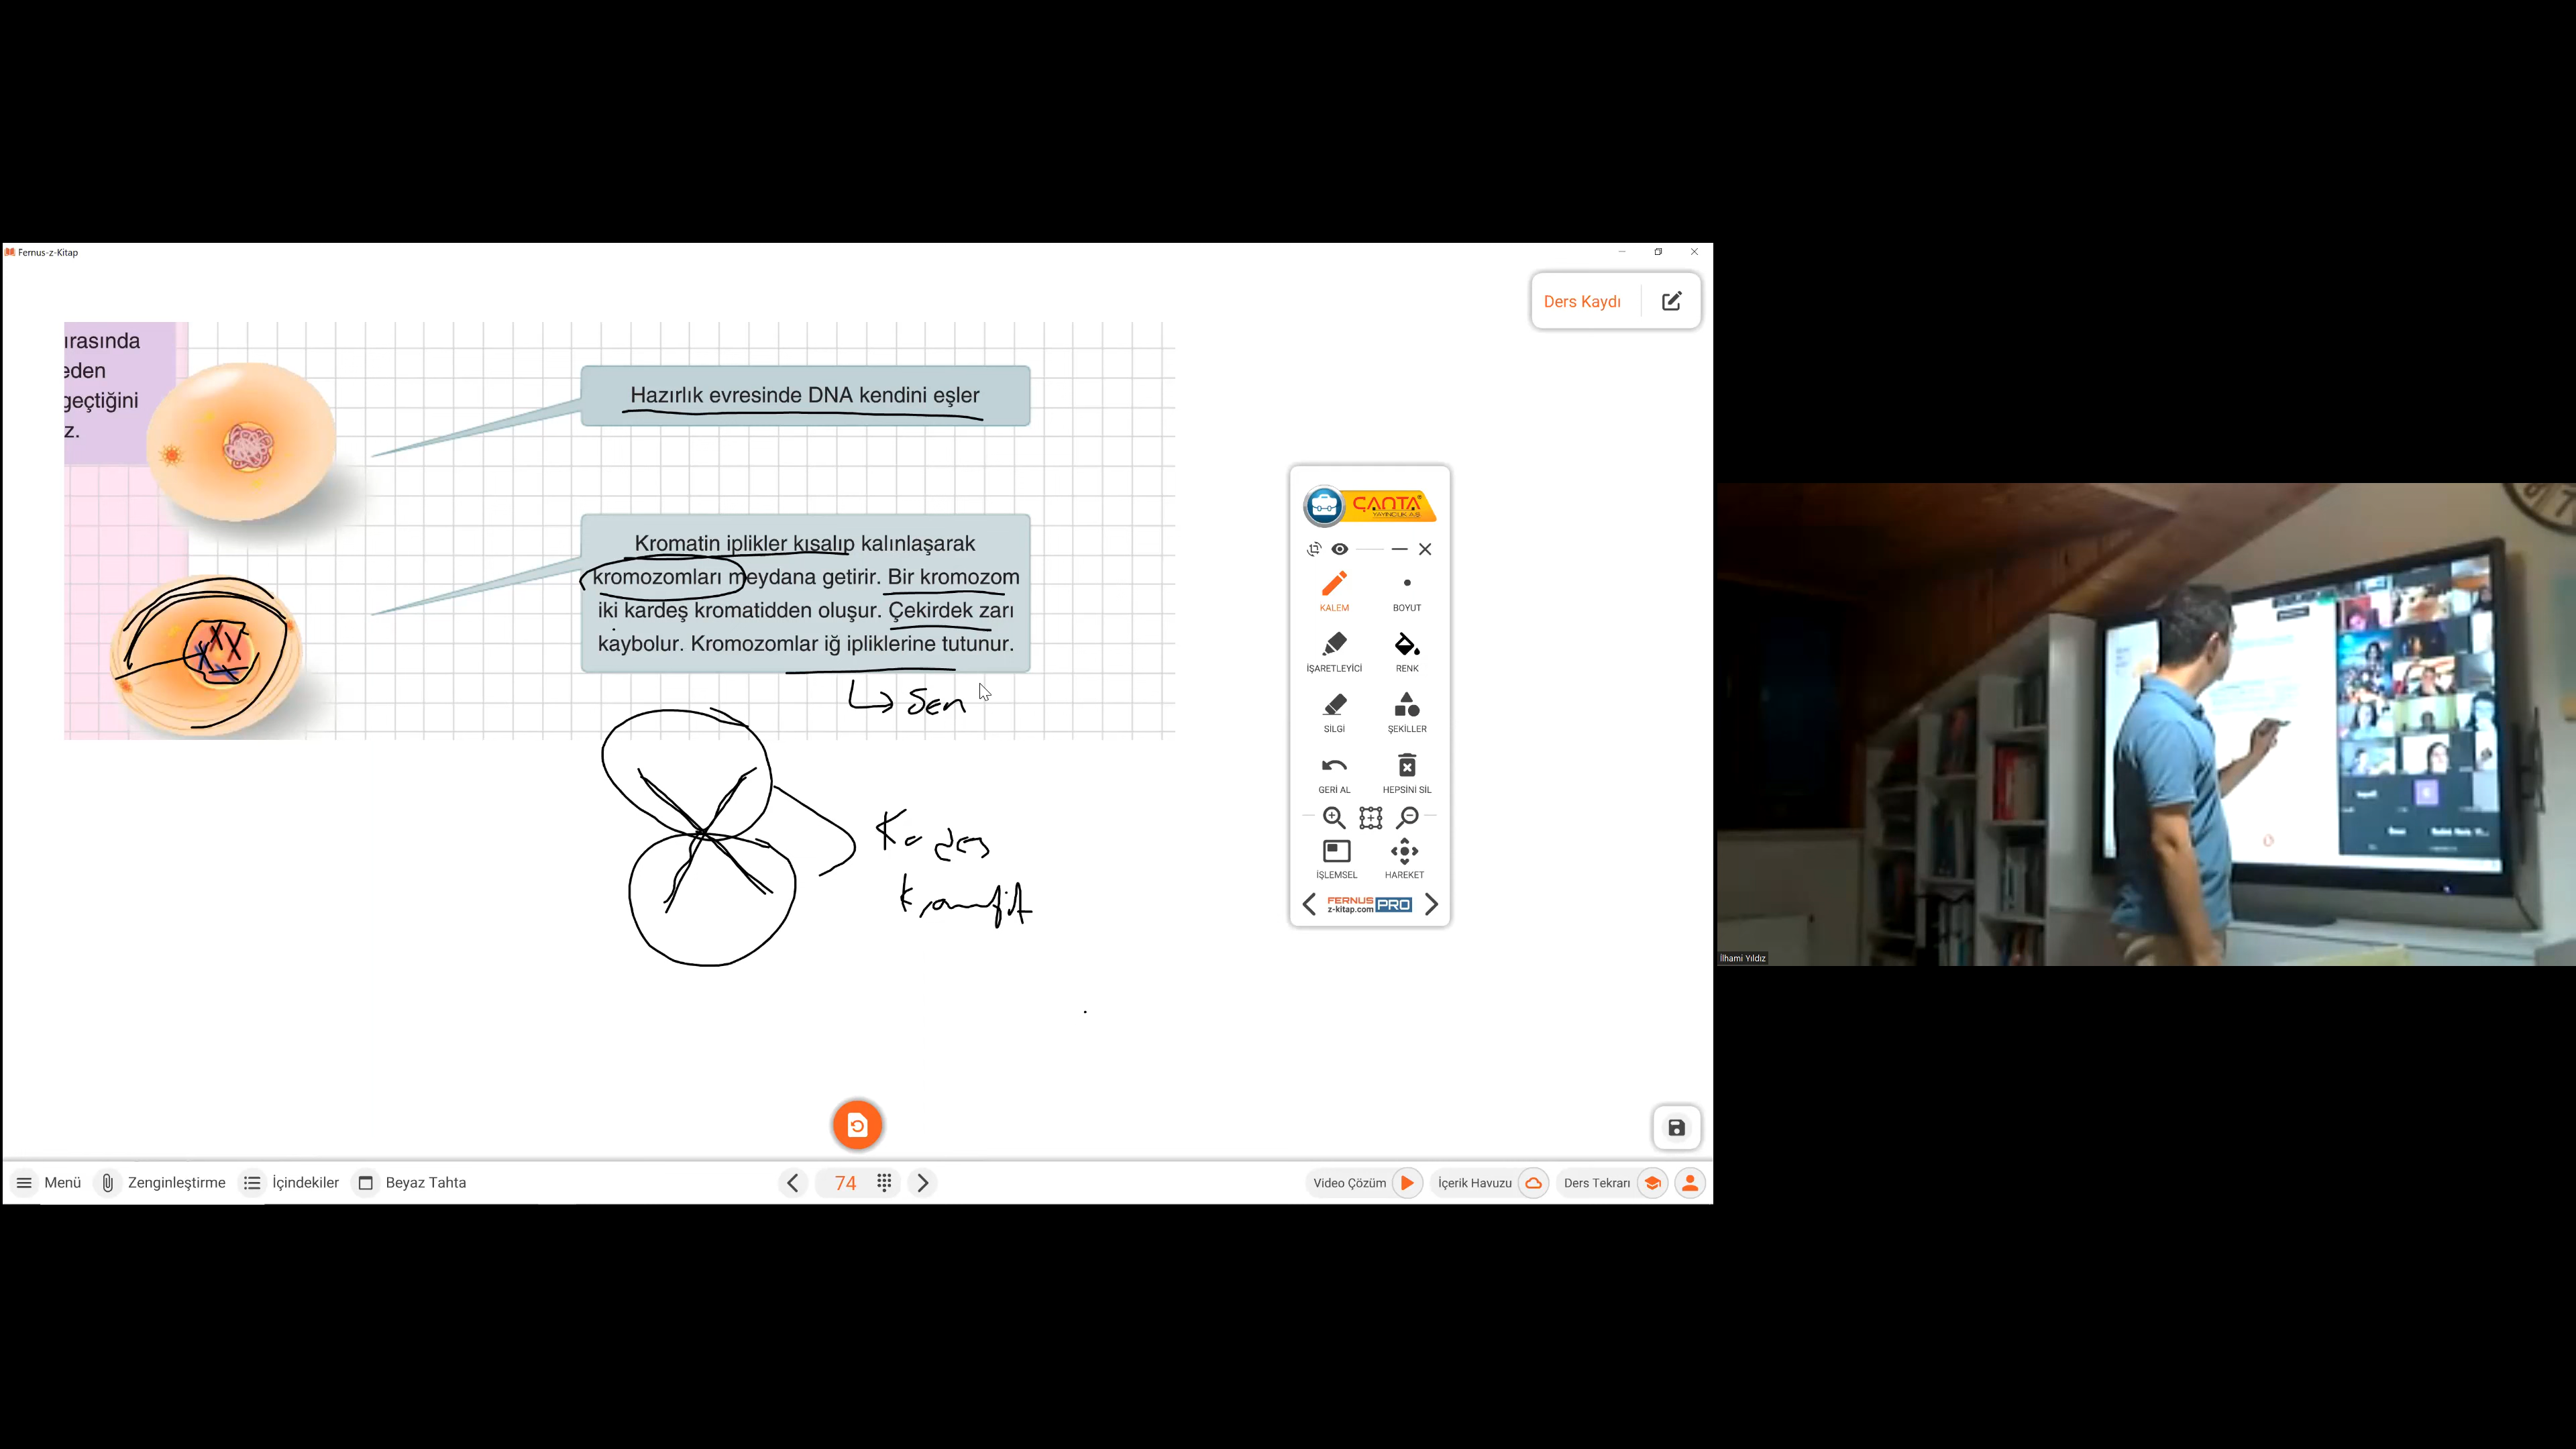 Fernus-z-Kitap
Ders Kaydı
ırasında
eden
geçtiğini
z.
Hazırlık evresinde DNA kendini eşler
Kromatin iplikler kısalıp kalınlaşarak
kromozomları meydana getirir. Bir kromozom
iki kardeş kromatidden oluşur. Çekirdek zarı
kaybolur. Kromozomlar iğ ipliklerine tutunur.
Sen
ÇANTA
YAYINCILIK A.Ş.
KALEM
BOYUT
İŞARETLEYİCİ
RENK
SİLGİ
ŞEKİLLER
GERİ AL
HEPSİNİ SİL
İŞLEMSEL
HAREKET
FERNUS
z-kitap.com PRO
İlhami Yıldız
Menü
Zenginleştirme
İçindekiler
Beyaz Tahta
74
Video Çözüm
İçerik Havuzu
Ders Tekrarı